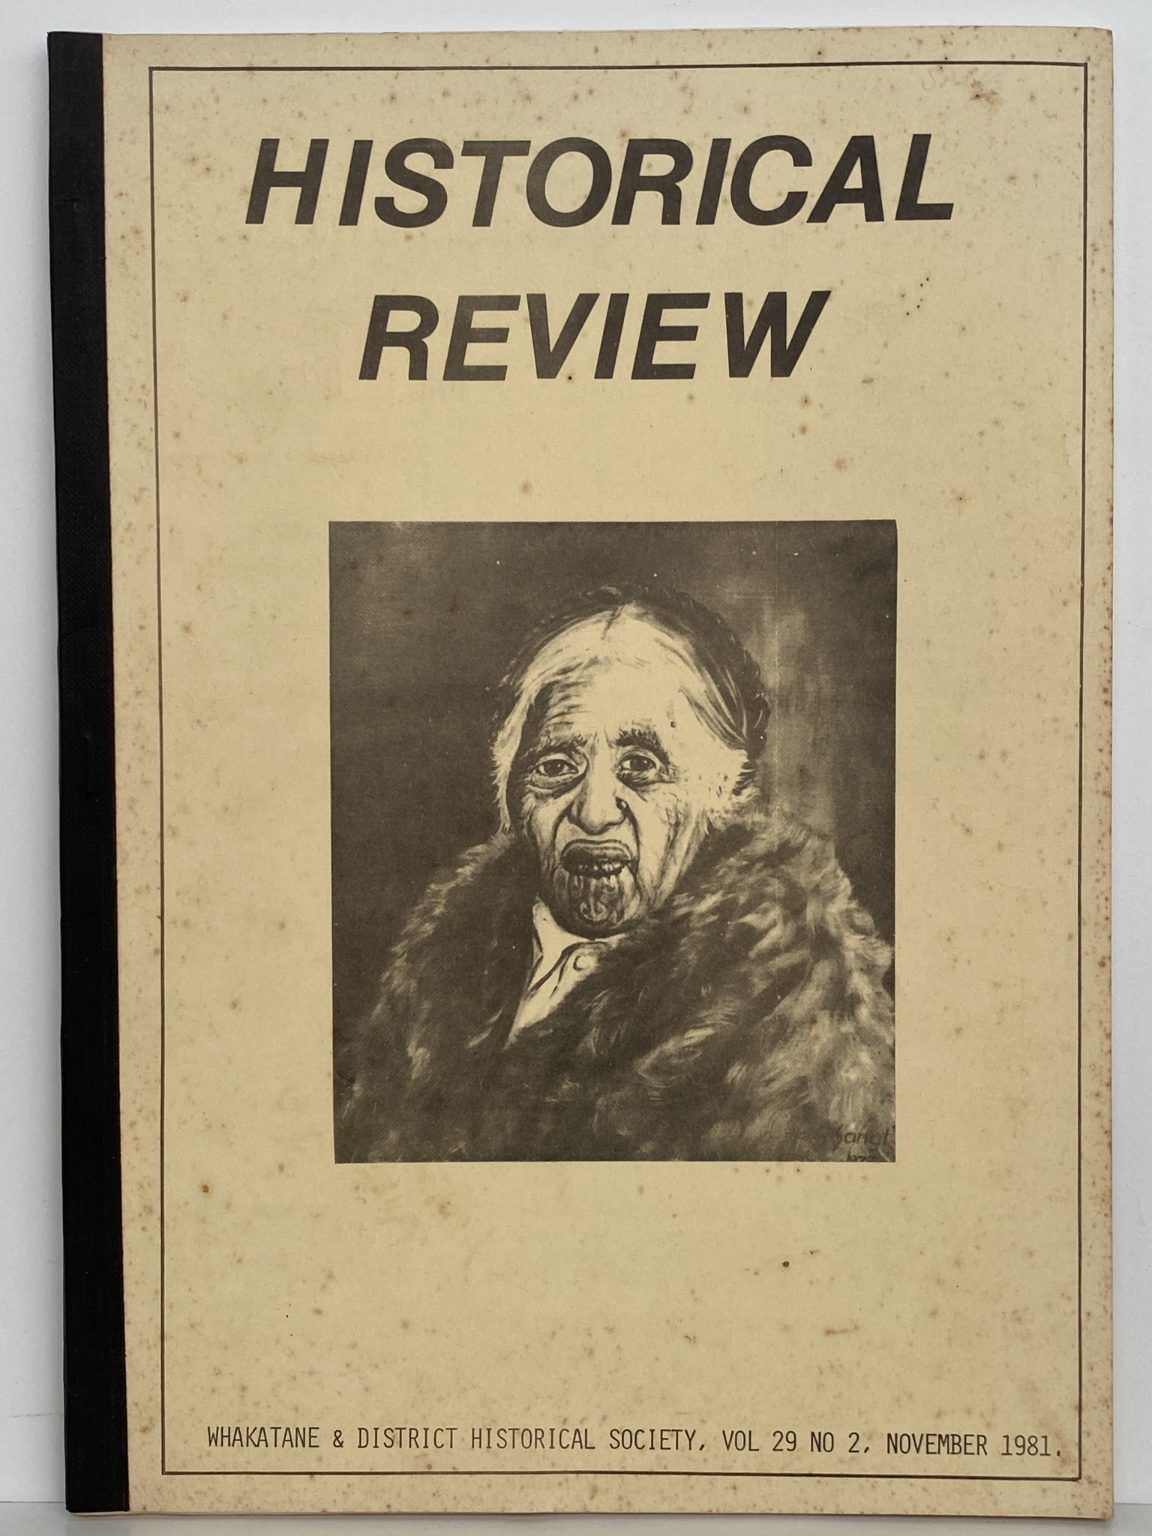 HISTORICAL
REVIEW
WHAKATANE & DISTRICT HISTORICAL SOCIETY, VOL 29 NO 2, NOVEMBER 1981.